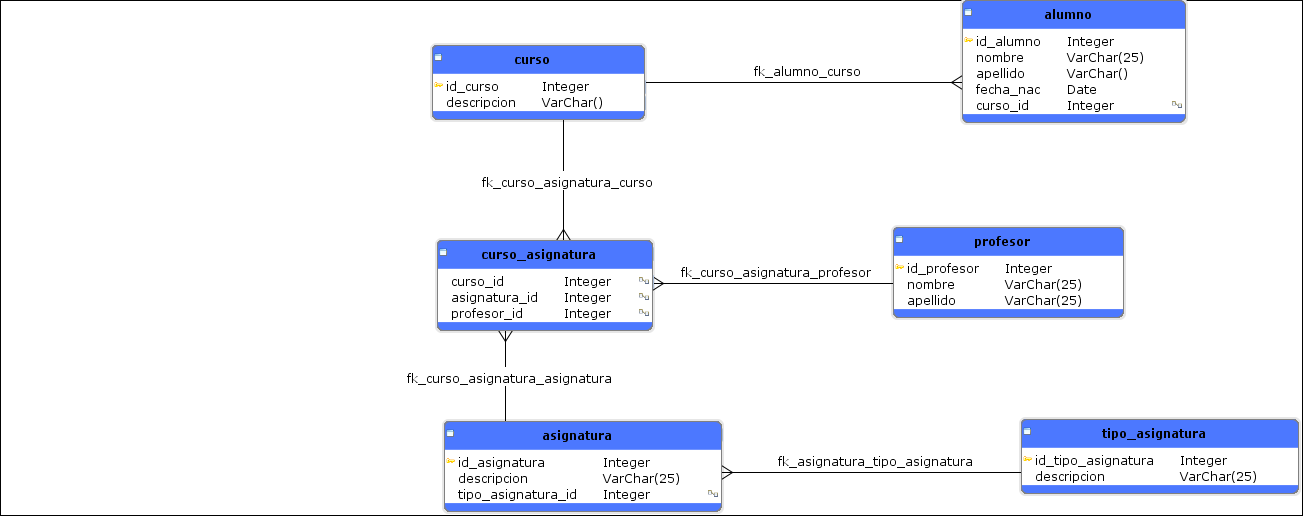 alumno
id_alumno Integer
nombre VarChar(25)
apellido VarChar()
fecha_nac Date
curso_id Integer
curso
id_curso Integer
descripcion VarChar()
fk_alumno_curso
fk_curso_asignatura_curso
curso_asignatura
curso_id Integer
asignatura_id Integer
profesor_id Integer
fk_curso_asignatura_profesor
profesor
id_profesor Integer
nombre VarChar(25)
apellido VarChar(25)
fk_curso_asignatura_asignatura
asignatura
id_asignatura Integer
descripcion VarChar(25)
tipo_asignatura_id Integer
fk_asignatura_tipo_asignatura
tipo_asignatura
id_tipo_asignatura Integer
descripcion VarChar(25)